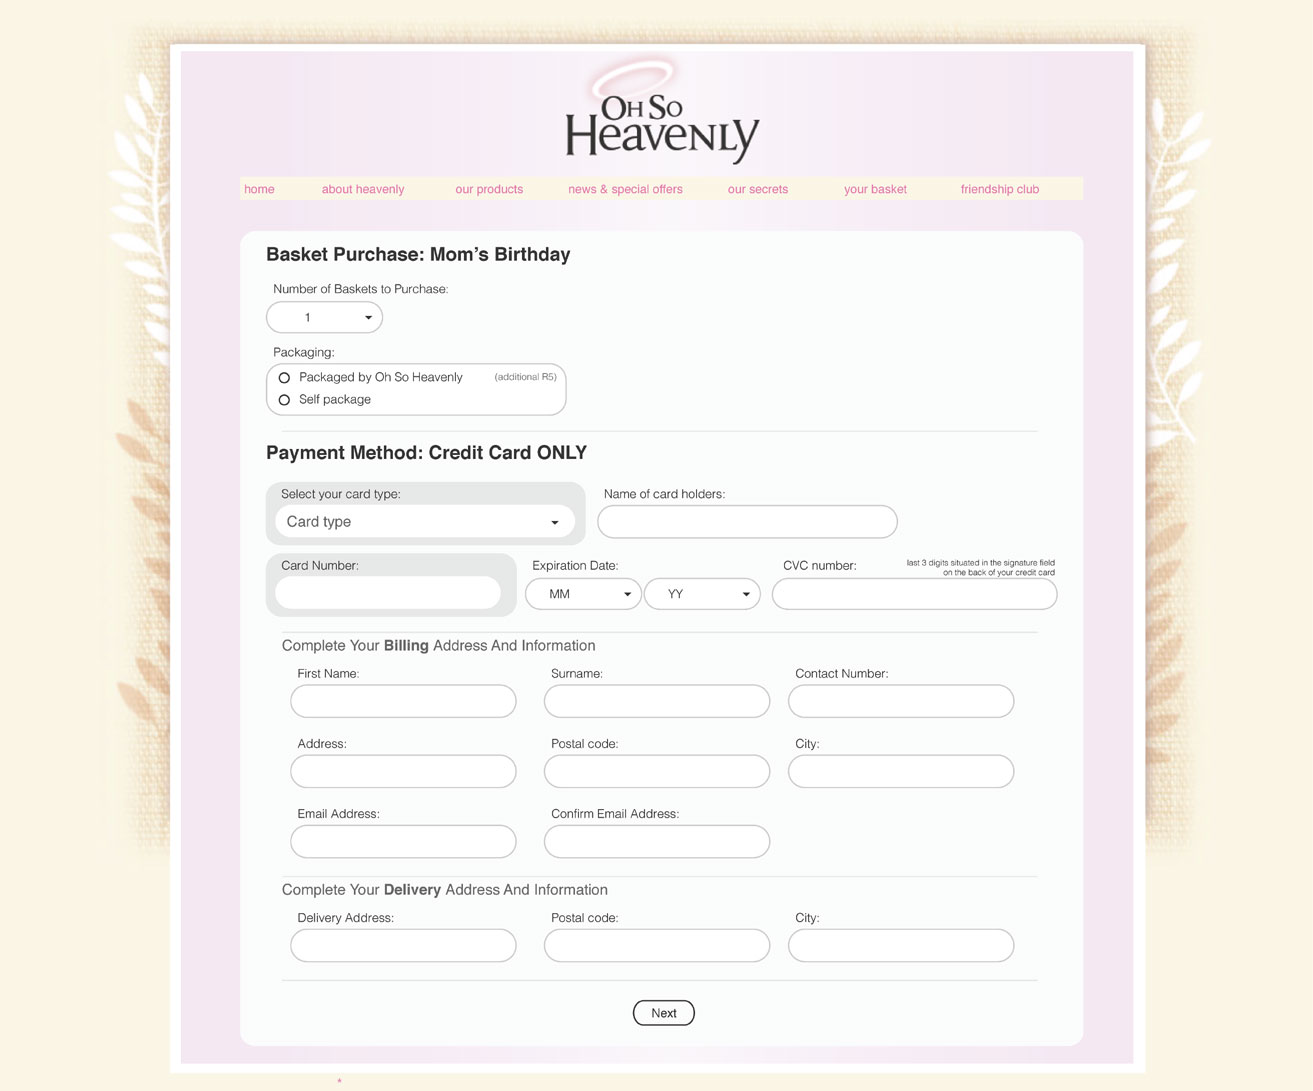 OH SO
HEAVENLY
home about heavenly our products news & special offers our secrets your basket friendship club
Basket Purchase: Mom’s Birthday
Number of Baskets to Purchase:
1
Packaging:
Packaged by Oh So Heavenly (additional R5)
Self package
Payment Method: Credit Card ONLY
Select your card type: Name of card holders:
Card type
Card Number: Expiration Date: CVC number: last 3 digits situated in the signature field
on the back of your credit card
MM YY
Complete Your Billing Address And Information
First Name: Surname: Contact Number:
Address: Postal code: City:
Email Address: Confirm Email Address:
Complete Your Delivery Address And Information
Delivery Address: Postal code: City:
Next
*